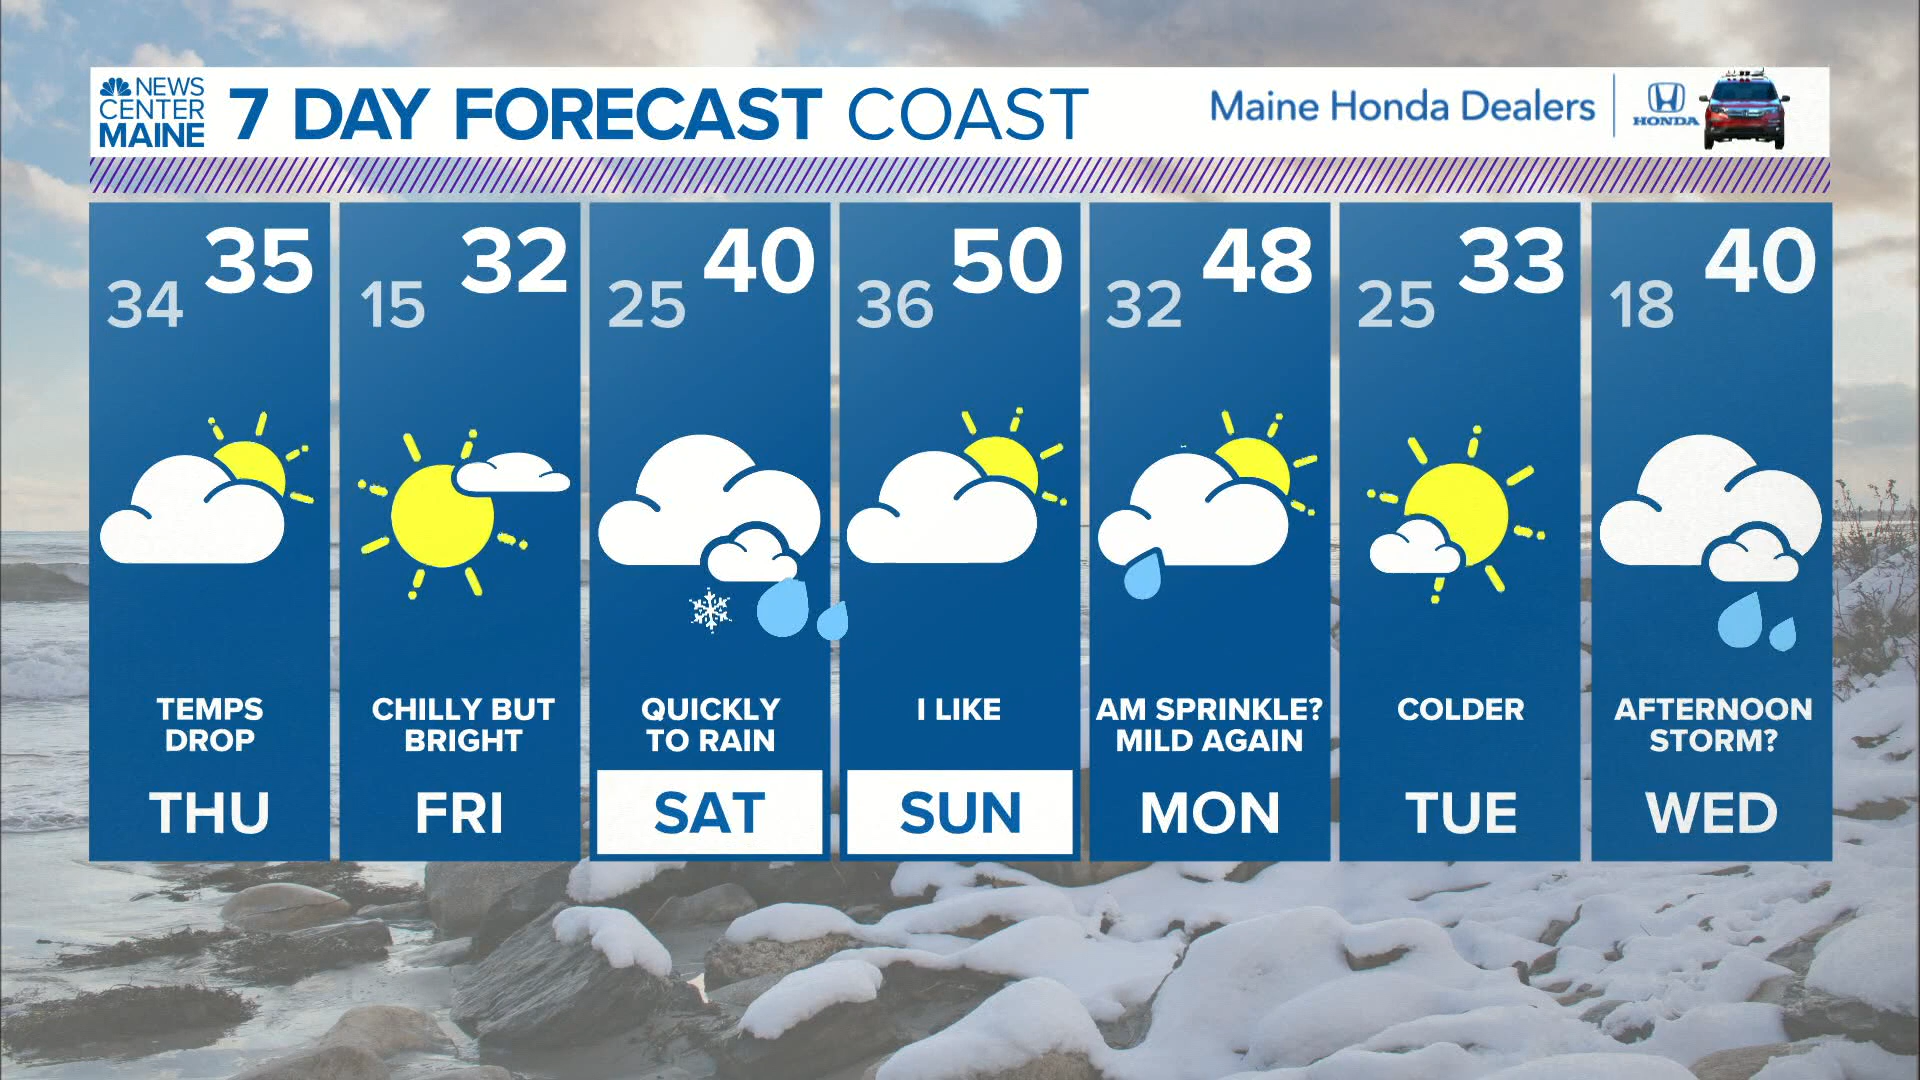 NEWS
CENTER
MAINE
7 DAY FORECAST COAST
Maine Honda Dealers
HONDA
34 35
TEMPS
DROP
THU
15 32
CHILLY BUT
BRIGHT
FRI
25 40
QUICKLY
TO RAIN
SAT
36 50
I LIKE
SUN
32 48
AM SPRINKLE?
MILD AGAIN
MON
25 33
COLDER
TUE
18 40
AFTERNOON
STORM?
WED